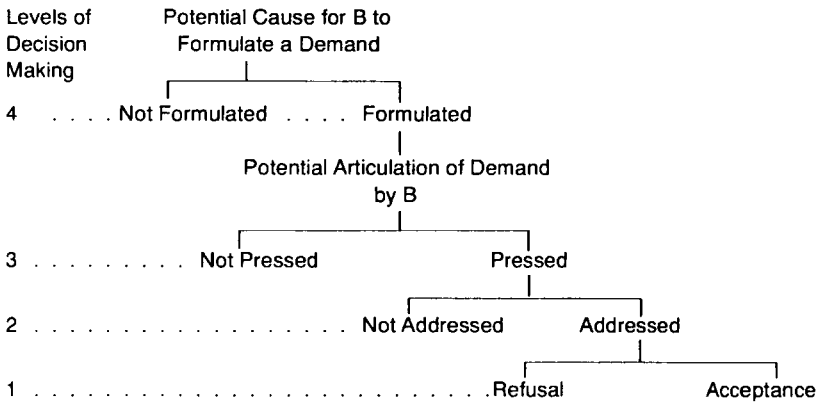 Levels of Decision Making
Potential Cause for B to
Formulate a Demand
4 . . . . Not Formulated . . . . Formulated
Potential Articulation of Demand
by B
3 . . . . . . . . . . Not Pressed Pressed
2 . . . . . . . . . . . . . . . . . . Not Addressed Addressed
1 . . . . . . . . . . . . . . . . . . . . . . . . . Refusal Acceptance